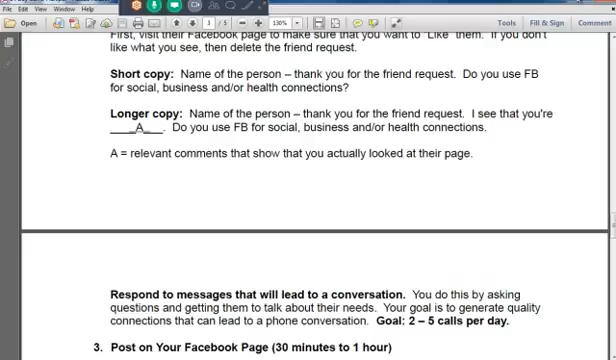 File Edit View Window Help
Open 3 / 5 130% Tools Fill & Sign Comment
First, visit their Facebook page to make sure that you want to "Like" them. If you don't
like what you see, then delete the friend request.
Short copy: Name of the person – thank you for the friend request. Do you use FB
for social, business and/or health connections?
Longer copy: Name of the person – thank you for the friend request. I see that you're
____A____. Do you use FB for social, business and/or health connections.
A = relevant comments that show that you actually looked at their page.
Respond to messages that will lead to a conversation. You do this by asking
questions and getting them to talk about their needs. Your goal is to generate quality
connections that can lead to a phone conversation. Goal: 2 – 5 calls per day.
3. Post on Your Facebook Page (30 minutes to 1 hour)